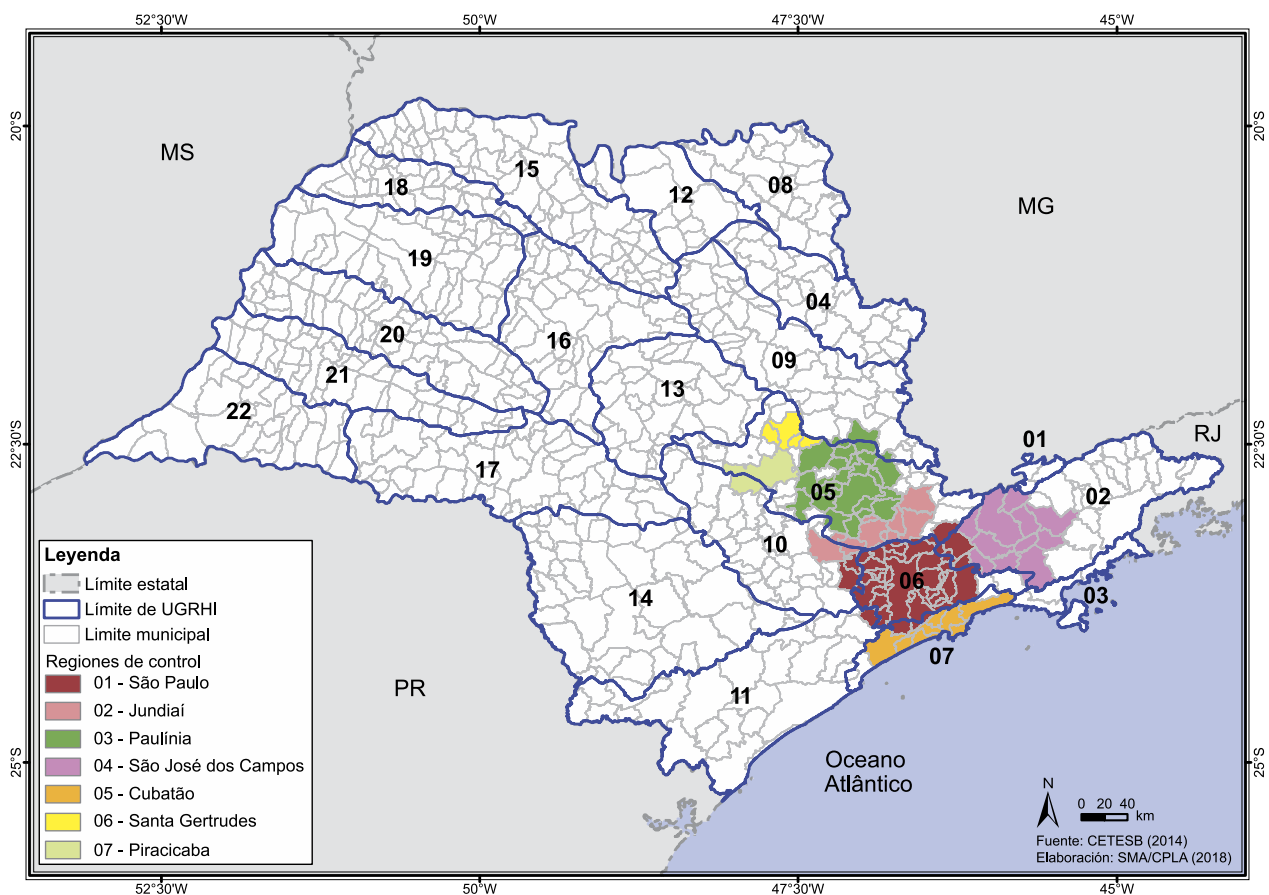 52°30'W 50°W 47°30'W 45°W
20°S 20°S
MS
MG
15
18
12
08
19
04
20
16
09
21
13
22
22°30'S 22°30'S
RJ
01
17
05
02
10
06
03
14
07
11
PR
25°S 25°S
Oceano
Atlântico
Leyenda
Límite estatal
Límite de UGRHI
Limite municipal
Regiones de control
01 - São Paulo
02 - Jundiaí
03 - Paulínia
04 - São José dos Campos
05 - Cubatão
06 - Santa Gertrudes
07 - Piracicaba
N
0 20 40
km
Fuente: CETESB (2014)
Elaboración: SMA/CPLA (2018)
52°30'W 50°W 47°30'W 45°W